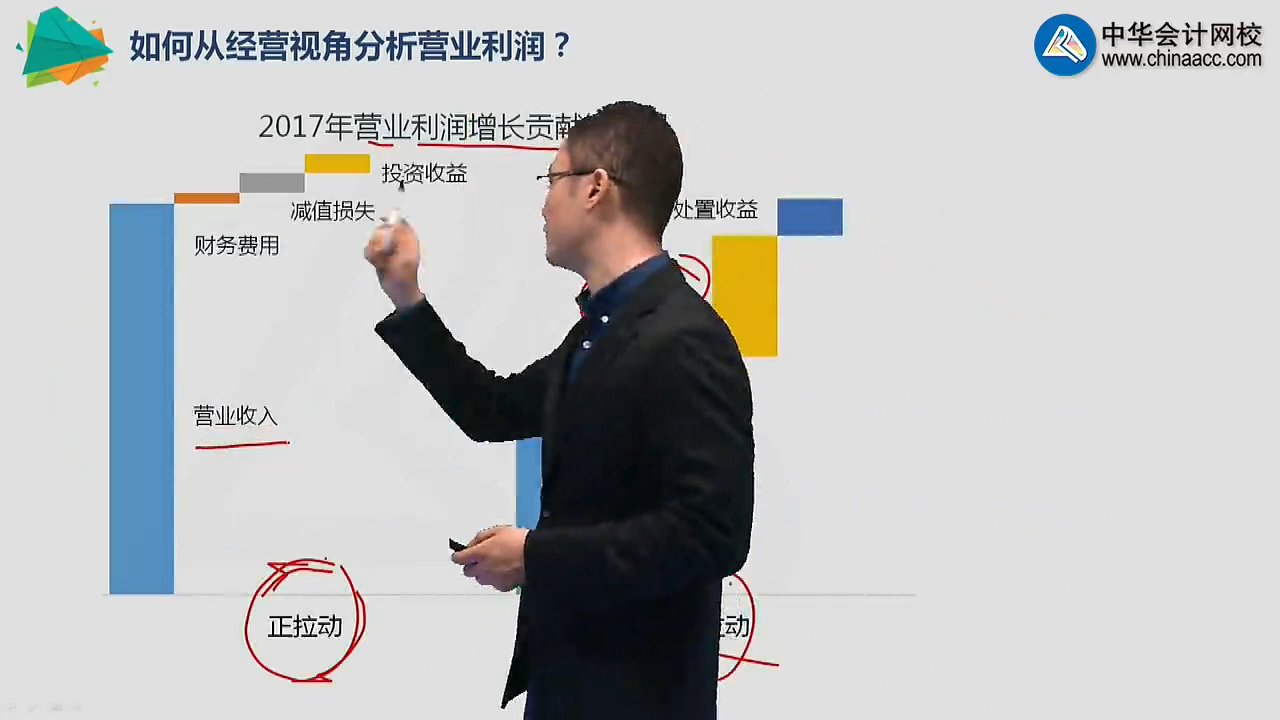 如何从经营视角分析营业利润？
中华会计网校
www.chinaacc.com
2017年营业利润增长贡献
投资收益
减值损失
处置收益
财务费用
营业收入
正拉动
拉动